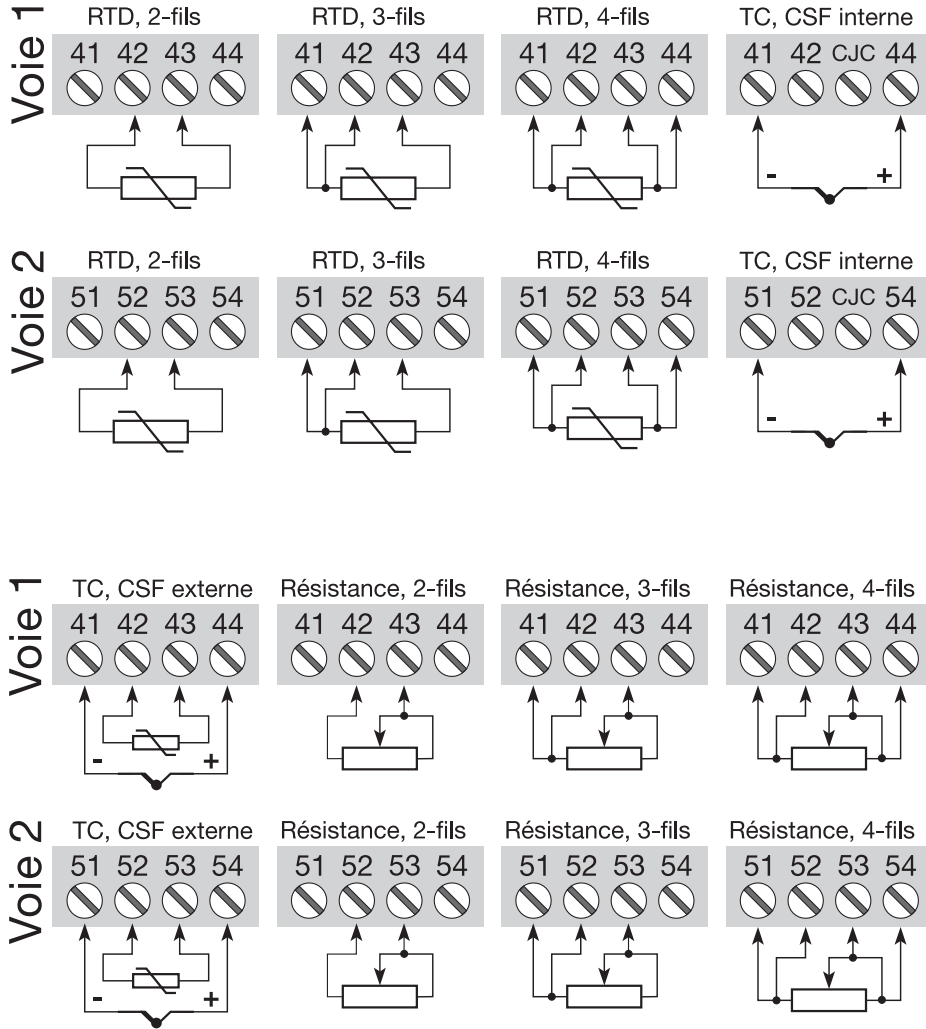 Voie 1
RTD, 2-fils RTD, 3-fils RTD, 4-fils TC, CSF interne
41 42 43 44 41 42 43 44 41 42 43 44 41 42 CJC 44
- +
Voie 2
RTD, 2-fils RTD, 3-fils RTD, 4-fils TC, CSF interne
51 52 53 54 51 52 53 54 51 52 53 54 51 52 CJC 54
- +
Voie 1
TC, CSF externe Résistance, 2-fils Résistance, 3-fils Résistance, 4-fils
41 42 43 44 41 42 43 44 41 42 43 44 41 42 43 44
- +
Voie 2
TC, CSF externe Résistance, 2-fils Résistance, 3-fils Résistance, 4-fils
51 52 53 54 51 52 53 54 51 52 53 54 51 52 53 54
- +